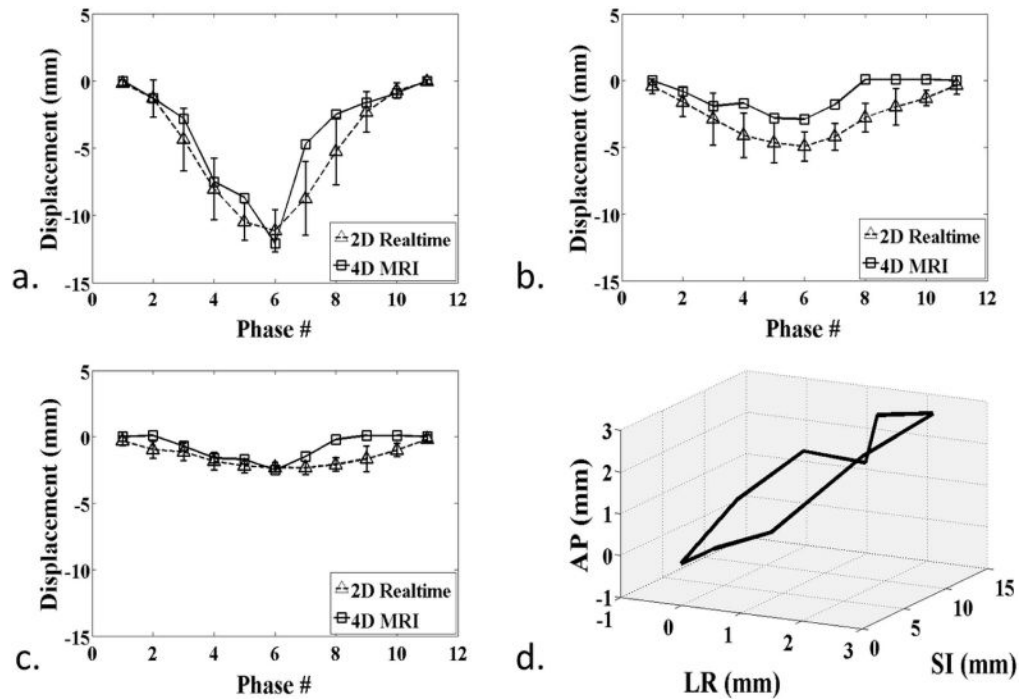 5
0
-5
-10
-15
Displacement (mm)
0 2 4 6 8 10 12
Phase #
2D Realtime
4D MRI
a.
5
0
-5
-10
-15
Displacement (mm)
0 2 4 6 8 10 12
Phase #
2D Realtime
4D MRI
b.
5
0
-5
-10
-15
Displacement (mm)
0 2 4 6 8 10 12
Phase #
2D Realtime
4D MRI
c.
3
2
1
0
-1
AP (mm)
-1 0 1 2 3
LR (mm)
0 5 10 15
SI (mm)
d.